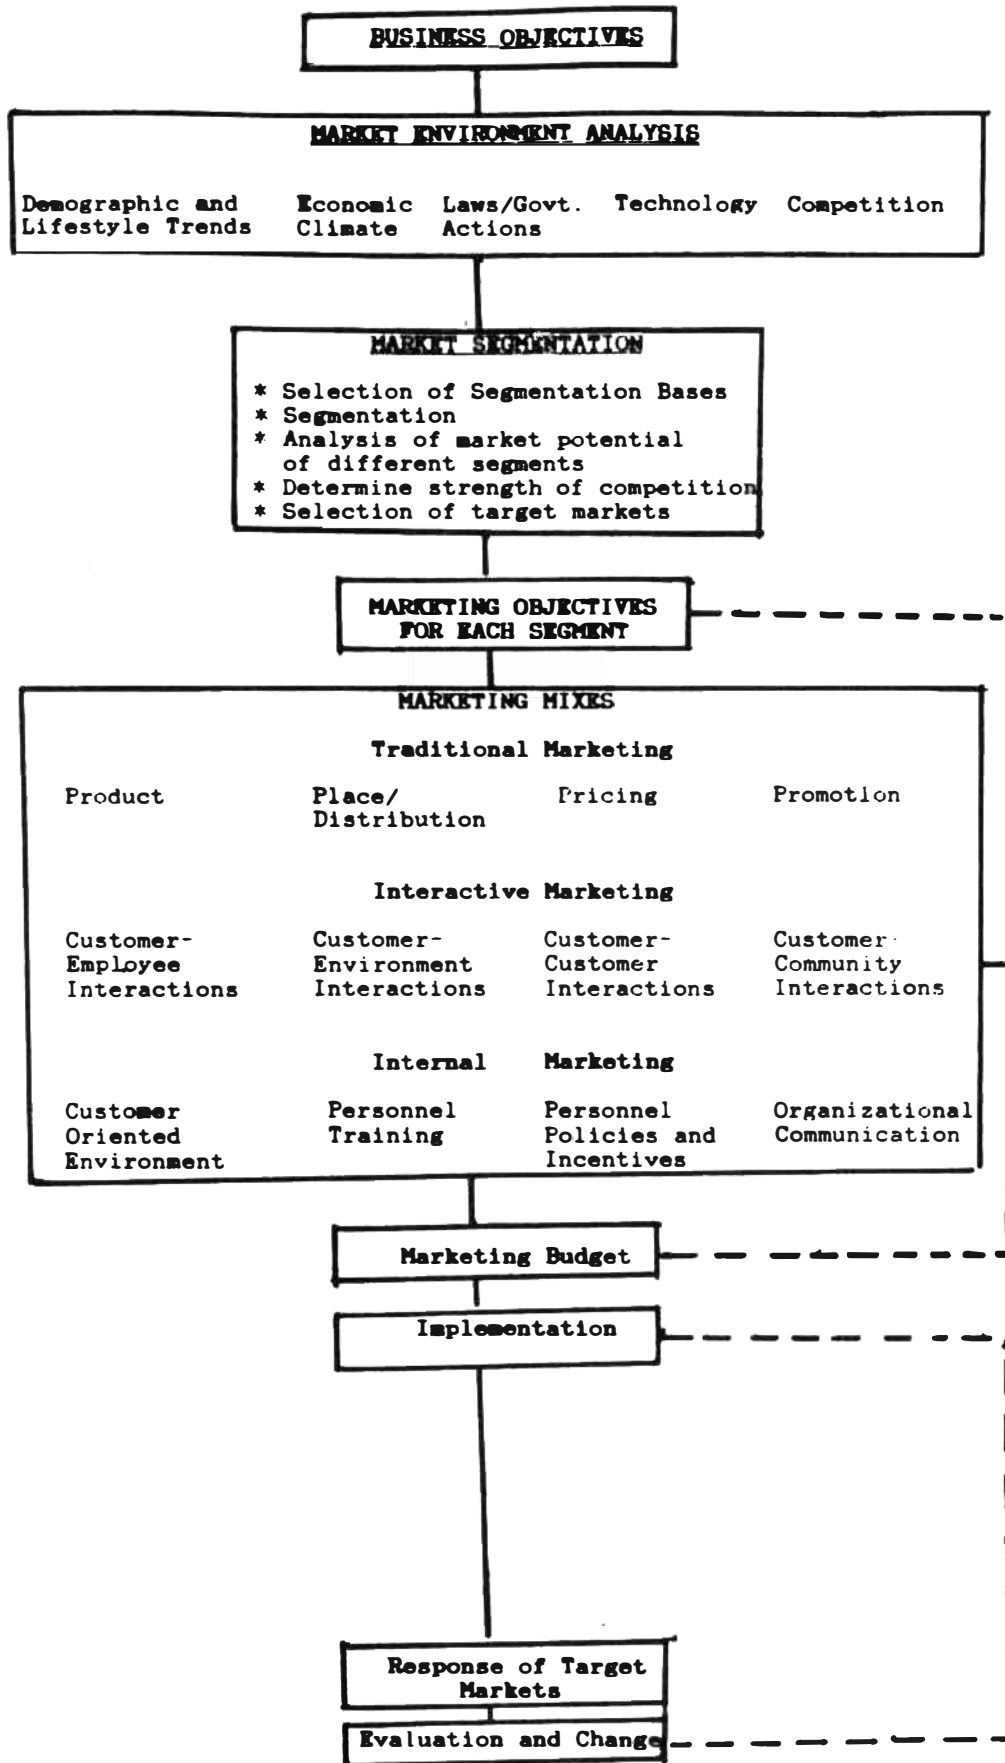 BUSINESS OBJECTIVES
MARKET ENVIRONMENT ANALYSIS
Demographic and Economic Laws/Govt. Technology Competition
Lifestyle Trends Climate Actions
MARKET SEGMENTATION
* Selection of Segmentation Bases
* Segmentation
* Analysis of market potential
of different segments
* Determine strength of competition
* Selection of target markets
MARKETING OBJECTIVES
FOR EACH SEGMENT
MARKETING MIXES
Traditional Marketing
Product Place/ Pricing Promotion
Distribution
Interactive Marketing
Customer- Customer- Customer- Customer-
Employee Environment Customer Community
Interactions Interactions Interactions Interactions
Internal Marketing
Customer Personnel Personnel Organizational
Oriented Training Policies and Communication
Environment Incentives
Marketing Budget
Implementation
Response of Target
Markets
Evaluation and Change